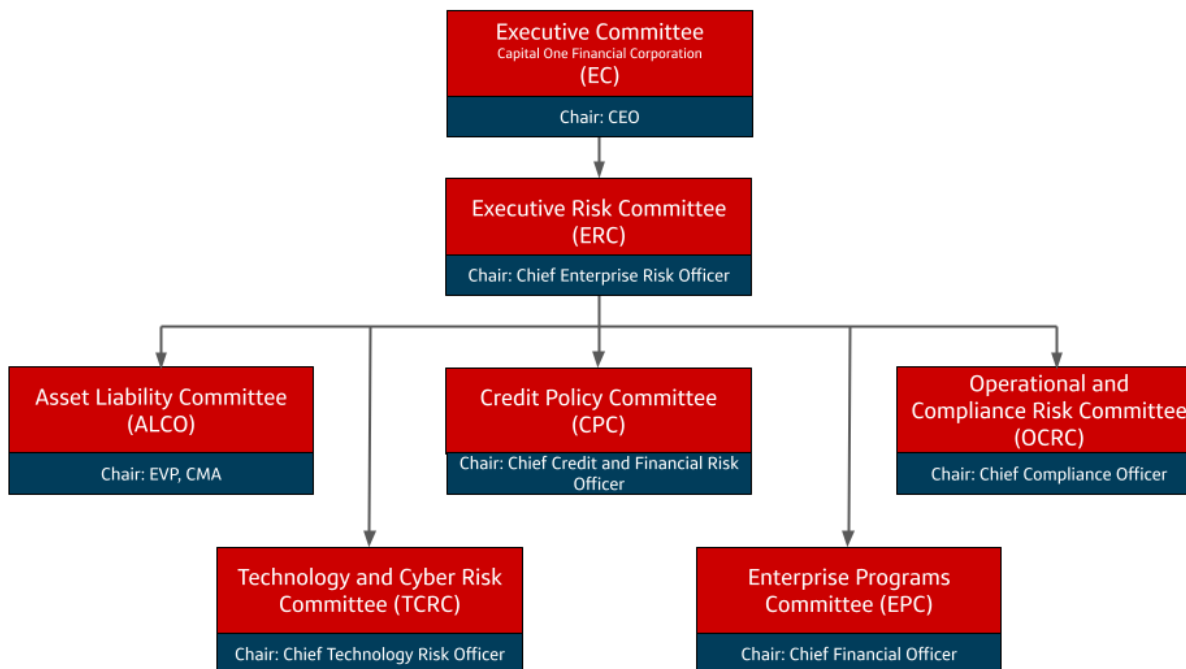 Executive Committee
Capital One Financial Corporation
(EC)
Chair: CEO
Executive Risk Committee
(ERC)
Chair: Chief Enterprise Risk Officer
Asset Liability Committee
(ALCO)
Chair: EVP, CMA
Credit Policy Committee
(CPC)
Chair: Chief Credit and Financial Risk
Officer
Operational and
Compliance Risk Committee
(OCRC)
Chair: Chief Compliance Officer
Technology and Cyber Risk
Committee (TCRC)
Chair: Chief Technology Risk Officer
Enterprise Programs
Committee (EPC)
Chair: Chief Financial Officer